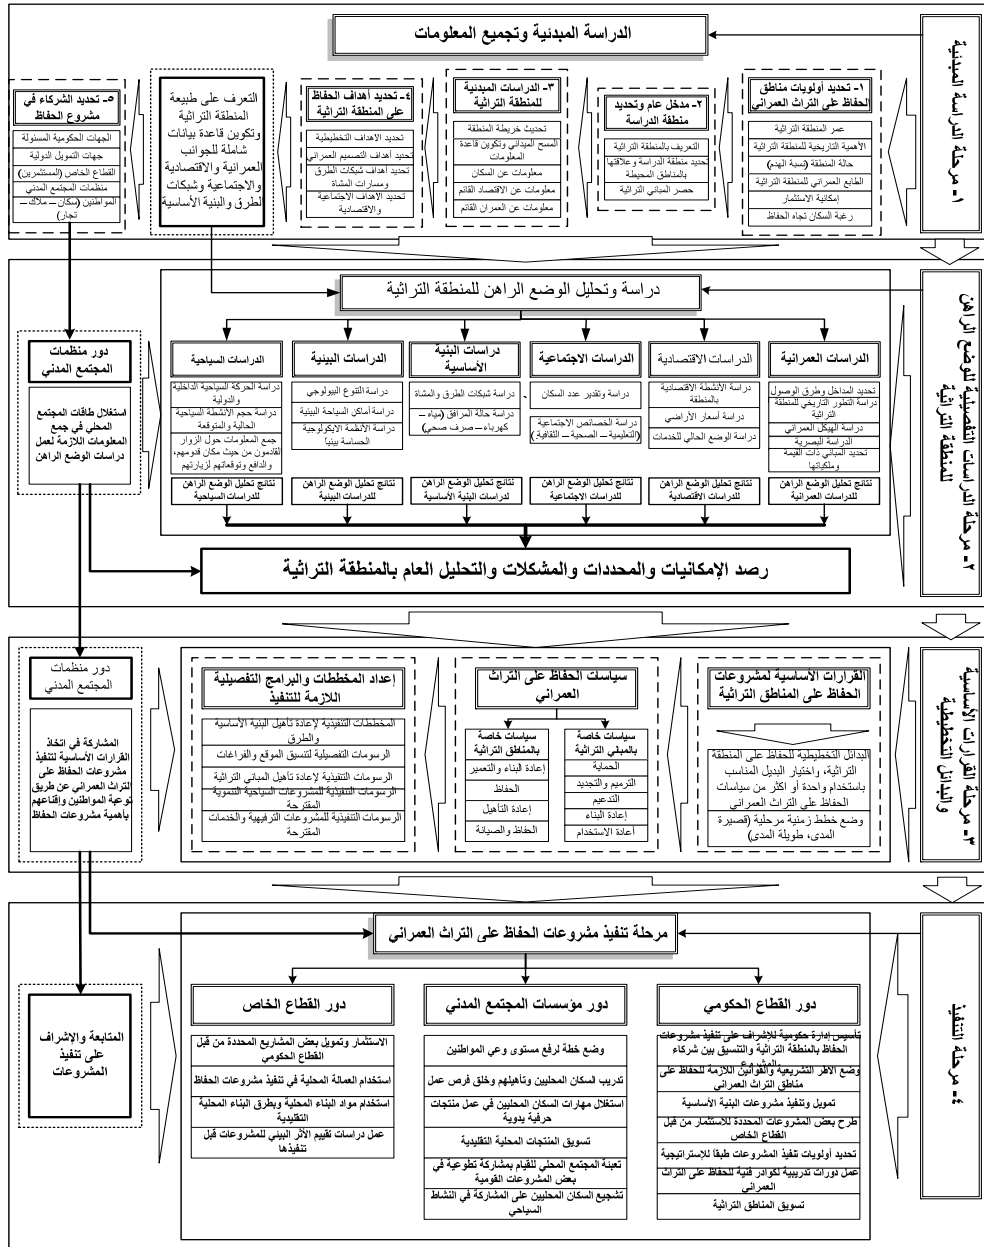 ١- مرحلة الدراسة المبدئية
الدراسة المبدئية وتجميع المعلومات
١- تحديد أولويات مناطق
الحفاظ على التراث العمراني
عمر المنطقة التراثية
الأهمية التاريخية للمنطقة التراثية
حالة المنطقة (نسبة الهدم)
الطابع العمراني للمنطقة التراثية
إمكانية الاستثمار
رغبة السكان تجاه الحفاظ
٢- مدخل عام وتحديد
منطقة الدراسة
التعريف بالمنطقة التراثية
تحديد منطقة الدراسة وعلاقتها
بالمناطق المحيطة
حصر المباني التراثية
٣- الدراسات المبدئية
للمنطقة التراثية
تحديث خريطة المنطقة
المسح الميداني وتكوين قاعدة
المعلومات
معلومات عن السكان
معلومات عن الاقتصاد القائم
معلومات عن العمران القائم
٤- تحديد أهداف الحفاظ
على المنطقة التراثية
تحديد الاهداف التخطيطية
تحديد أهداف التصميم العمراني
تحديد أهداف شبكات الطرق
ومسارات المشاة
تحديد الاهداف الاجتماعية
والاقتصادية
التعرف على طبيعة
المنطقة التراثية
وتكوين قاعدة بيانات
شاملة للجوانب
العمرانية والاقتصادية
والاجتماعية وشبكات
الطرق والبنية الأساسية
٥- تحديد الشركاء في
مشروع الحفاظ
الجهات الحكومية المسئولة
جهات التمويل الدولية
القطاع الخاص (المستثمرين)
منظمات المجتمع المدني
المواطنين (سكان – ملاك –
تجار)
٢- مرحلة الدراسات التفصيلية للوضع الراهن
للمنطقة التراثية
دراسة وتحليل الوضع الراهن للمنطقة التراثية
الدراسات العمرانية
تحديد المداخل وطرق الوصول
دراسة التطور التاريخي للمنطقة
التراثية
دراسة الهيكل العمراني
الدراسة البصرية
تحديد المباني ذات القيمة
وملكياتها
نتائج تحليل الوضع الراهن
للدراسات العمرانية
الدراسات الاقتصادية
دراسة الأنشطة الاقتصادية
بالمنطقة
دراسة أسعار الأراضي
دراسة الوضع الحالي للخدمات
نتائج تحليل الوضع الراهن
للدراسات الاقتصادية
الدراسات الاجتماعية
دراسة وتقدير عدد السكان
دراسة الخصائص الاجتماعية
(التعليمية – الصحية – الثقافية)
نتائج تحليل الوضع الراهن
للدراسات الاجتماعية
دراسات البنية
الأساسية
دراسة شبكات الطرق والمشاة
دراسة حالة المرافق (مياه –
كهرباء – صرف صحي)
نتائج تحليل الوضع الراهن
لدراسات البنية الأساسية
الدراسات البيئية
دراسة التنوع البيولوجي
دراسة أماكن السياحة البيئية
دراسة الأنظمة الايكولوجية
الحساسة بيئيا
نتائج تحليل الوضع الراهن
للدراسات البيئية
الدراسات السياحية
دراسة الحركة السياحية الداخلية
والدولية
دراسة حجم الأنشطة السياحية
الحالية والمتوقعة
جمع المعلومات حول الزوار
لقادمون من حيث مكان قدومهم،
والدافع وتوقعاتهم لزيارتهم
نتائج تحليل الوضع الراهن
للدراسات السياحية
دور منظمات
المجتمع المدني
استغلال طاقات المجتمع
المحلي في جمع
المعلومات اللازمة لعمل
دراسات الوضع الراهن
رصد الإمكانيات والمحددات والمشكلات والتحليل العام بالمنطقة التراثية
٣- مرحلة القرارات الأساسية
والبدائل التخطيطية
القرارات الأساسية لمشروعات
الحفاظ على المناطق التراثية
البدائل التخطيطية للحفاظ على المنطقة
التراثية، واختيار البديل المناسب
باستخدام واحدة أو اكثر من سياسات
الحفاظ على التراث العمراني
وضع خطط زمنية مرحلية (قصيرة
المدى، طويلة المدى)
سياسات الحفاظ على التراث
العمراني
سياسات خاصة
بالمباني التراثية
الحماية
الترميم والتجديد
التدعيم
إعادة البناء
أعادة الاستخدام
سياسات خاصة
بالمناطق التراثية
إعادة البناء والتعمير
الحفاظ
إعادة التأهيل
الحفاظ والصيانة
إعداد المخططات والبرامج التفصيلية
اللازمة للتنفيذ
المخططات التنفيذية لإعادة تأهيل البنية الأساسية
والطرق
الرسومات التفصيلية لتنسيق الموقع والفراغات
الرسومات التنفيذية لإعادة تأهيل المباني التراثية
الرسومات التنفيذية للمشروعات السياحية التنموية
المقترحة
الرسومات التنفيذية للمشروعات الترفيهية والخدمات
المقترحة
دور منظمات
المجتمع المدني
المشاركة في اتخاذ
القرارات الأساسية لتنفيذ
مشروعات الحفاظ على
التراث العمراني عن طريق
توعية المواطنين وإقناعهم
بأهمية مشروعات الحفاظ
٤- مرحلة التنفيذ
مرحلة تنفيذ مشروعات الحفاظ على التراث العمراني
دور القطاع الحكومي
تأسيس إدارة حكومية للإشراف على تنفيذ مشروعات
الحفاظ بالمنطقة التراثية والتنسيق بين شركاء
المشروع
وضع الأطر التشريعية والقوانين اللازمة للحفاظ على
مناطق التراث العمراني
تمويل وتنفيذ مشروعات البنية الأساسية
طرح بعض المشروعات المحددة للاستثمار من قبل
القطاع الخاص
تحديد أولويات تنفيذ المشروعات طبقا للإستراتيجية
عمل دورات تدريبية لكوادر فنية للحفاظ على التراث
العمراني
تسويق المناطق التراثية
دور مؤسسات المجتمع المدني
وضع خطة لرفع مستوى وعي المواطنين
تدريب السكان المحليين وتأهيلهم وخلق فرص عمل
استغلال مهارات السكان المحليين في عمل منتجات
حرفية يدوية
تسويق المنتجات المحلية التقليدية
تعبئة المجتمع المحلي للقيام بمشاركة تطوعية في
بعض المشروعات القومية
تشجيع السكان المحليين على المشاركة في النشاط
السياحي
دور القطاع الخاص
الاستثمار وتمويل بعض المشاريع المحددة من قبل
القطاع الحكومي
استخدام العمالة المحلية في تنفيذ مشروعات الحفاظ
استخدام مواد البناء المحلية وبطرق البناء المحلية
التقليدية
عمل دراسات تقييم الأثر البيئي للمشروعات قبل
تنفيذها
المتابعة والإشراف
على تنفيذ
المشروعات